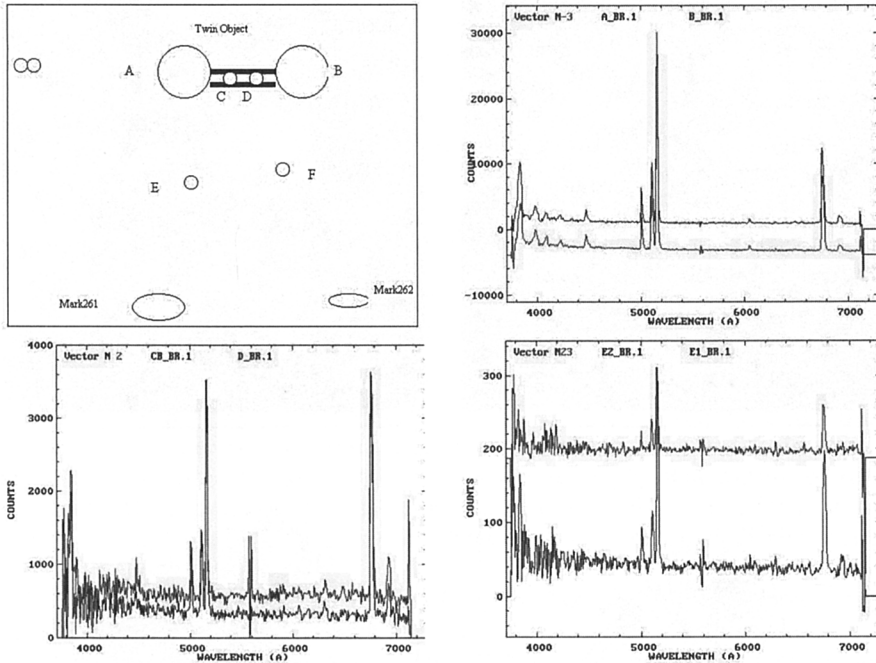 Twin Object
A
B
C D
E
F
Mark261
Mark262
Vector N-3 A_BR.1 B_BR.1
30000
20000
10000
0
-10000
COUNTS
4000 5000 6000 7000
WAVELENGTH (A)
Vector N 2 CB_BR.1 D_BR.1
4000
3000
2000
1000
0
COUNTS
4000 5000 6000 7000
WAVELENGTH (A)
Vector N23 E2_BR.1 E1_BR.1
300
200
100
0
COUNTS
4000 5000 6000 7000
WAVELENGTH (A)